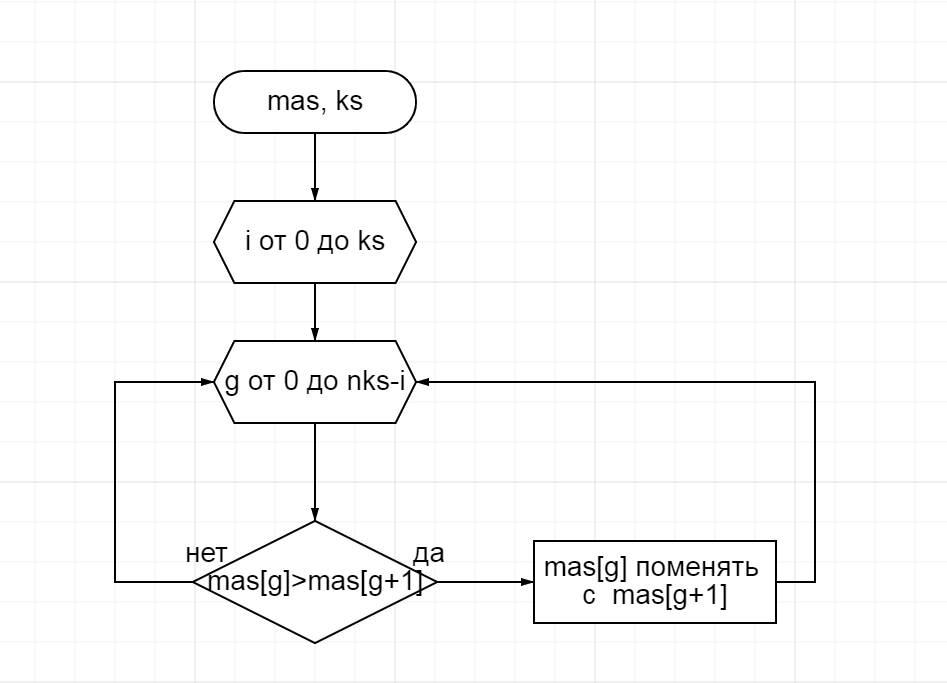 mas, ks
i от 0 до ks
g от 0 до nks-i
нет
да
mas[g]>mas[g+1]
mas[g] поменять
с mas[g+1]